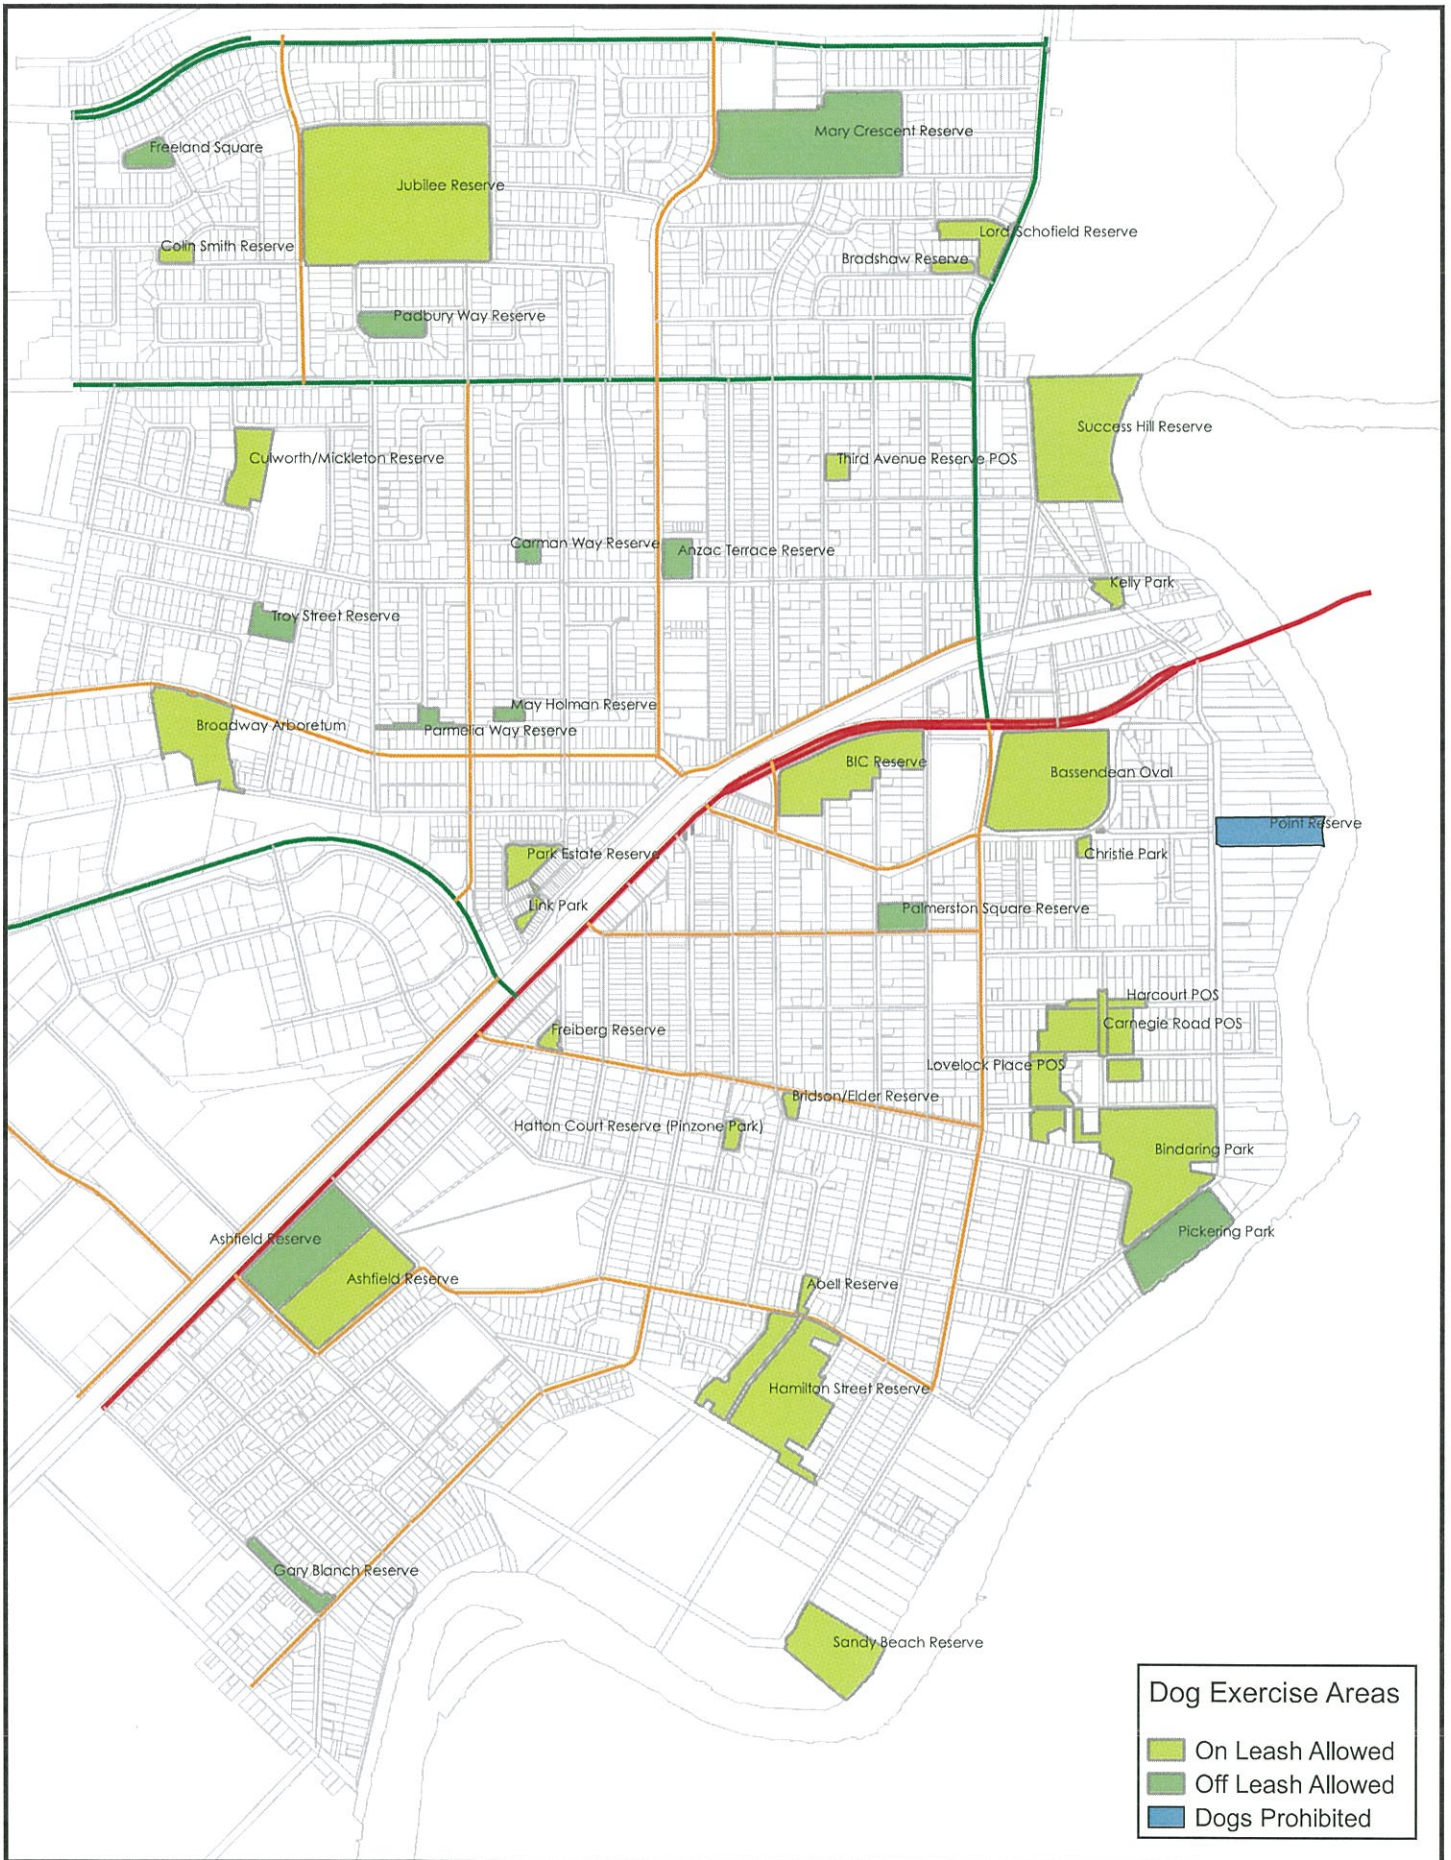 Mary Crescent Reserve
Freeland Square
Jubilee Reserve
Lord Schofield Reserve
Colin Smith Reserve
Bradshaw Reserve
Padbury Way Reserve
Success Hill Reserve
Culworth/Mickleton Reserve
Third Avenue Reserve POS
Carman Way Reserve
Anzac Terrace Reserve
Kelly Park
Troy Street Reserve
May Holman Reserve
Broadway Arboretum
Parmelia Way Reserve
BIC Reserve
Bassendean Oval
Point Reserve
Park Estate Reserve
Christie Park
Link Park
Palmerston Square Reserve
Harcourt POS
Carnegie Road POS
Freiberg Reserve
Lovelock Place POS
Bridson/Elder Reserve
Hatton Court Reserve (Pinzone Park)
Bindaring Park
Pickering Park
Ashfield Reserve
Ashfield Reserve
Abell Reserve
Hamilton Street Reserve
Gary Blanch Reserve
Sandy Beach Reserve
Dog Exercise Areas
On Leash Allowed
Off Leash Allowed
Dogs Prohibited